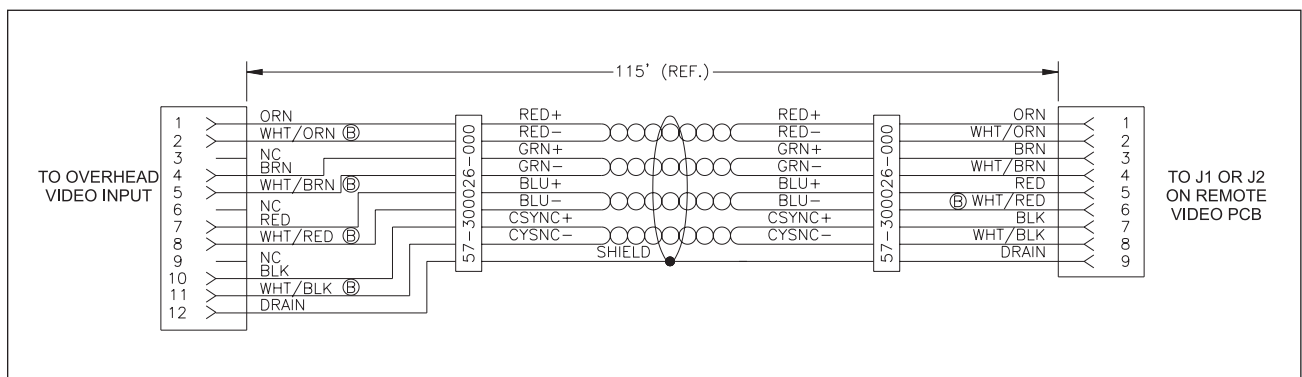 115' (REF.)
TO OVERHEAD
VIDEO INPUT
1
2
3
4
5
6
7
8
9
10
11
12
ORN
WHT/ORN Ⓑ
NC
BRN
WHT/BRN Ⓑ
NC
RED
WHT/RED Ⓑ
NC
BLK
WHT/BLK Ⓑ
DRAIN
57-300026-000
RED+
RED-
GRN+
GRN-
BLU+
BLU-
CSYNC+
CYSNC-
SHIELD
RED+
RED-
GRN+
GRN-
BLU+
BLU-
CSYNC+
CYSNC-
57-300026-000
ORN
WHT/ORN
BRN
WHT/BRN
RED
Ⓑ WHT/RED
BLK
WHT/BLK
DRAIN
1
2
3
4
5
6
7
8
9
TO J1 OR J2
ON REMOTE
VIDEO PCB